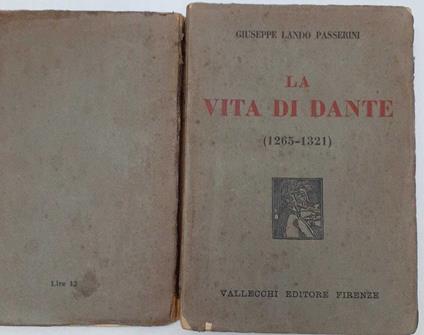 GIUSEPPE LANDO PASSERINI
LA
VITA DI DANTE
(1265-1321)
VALLECCHI EDITORE FIRENZE
Lire 12